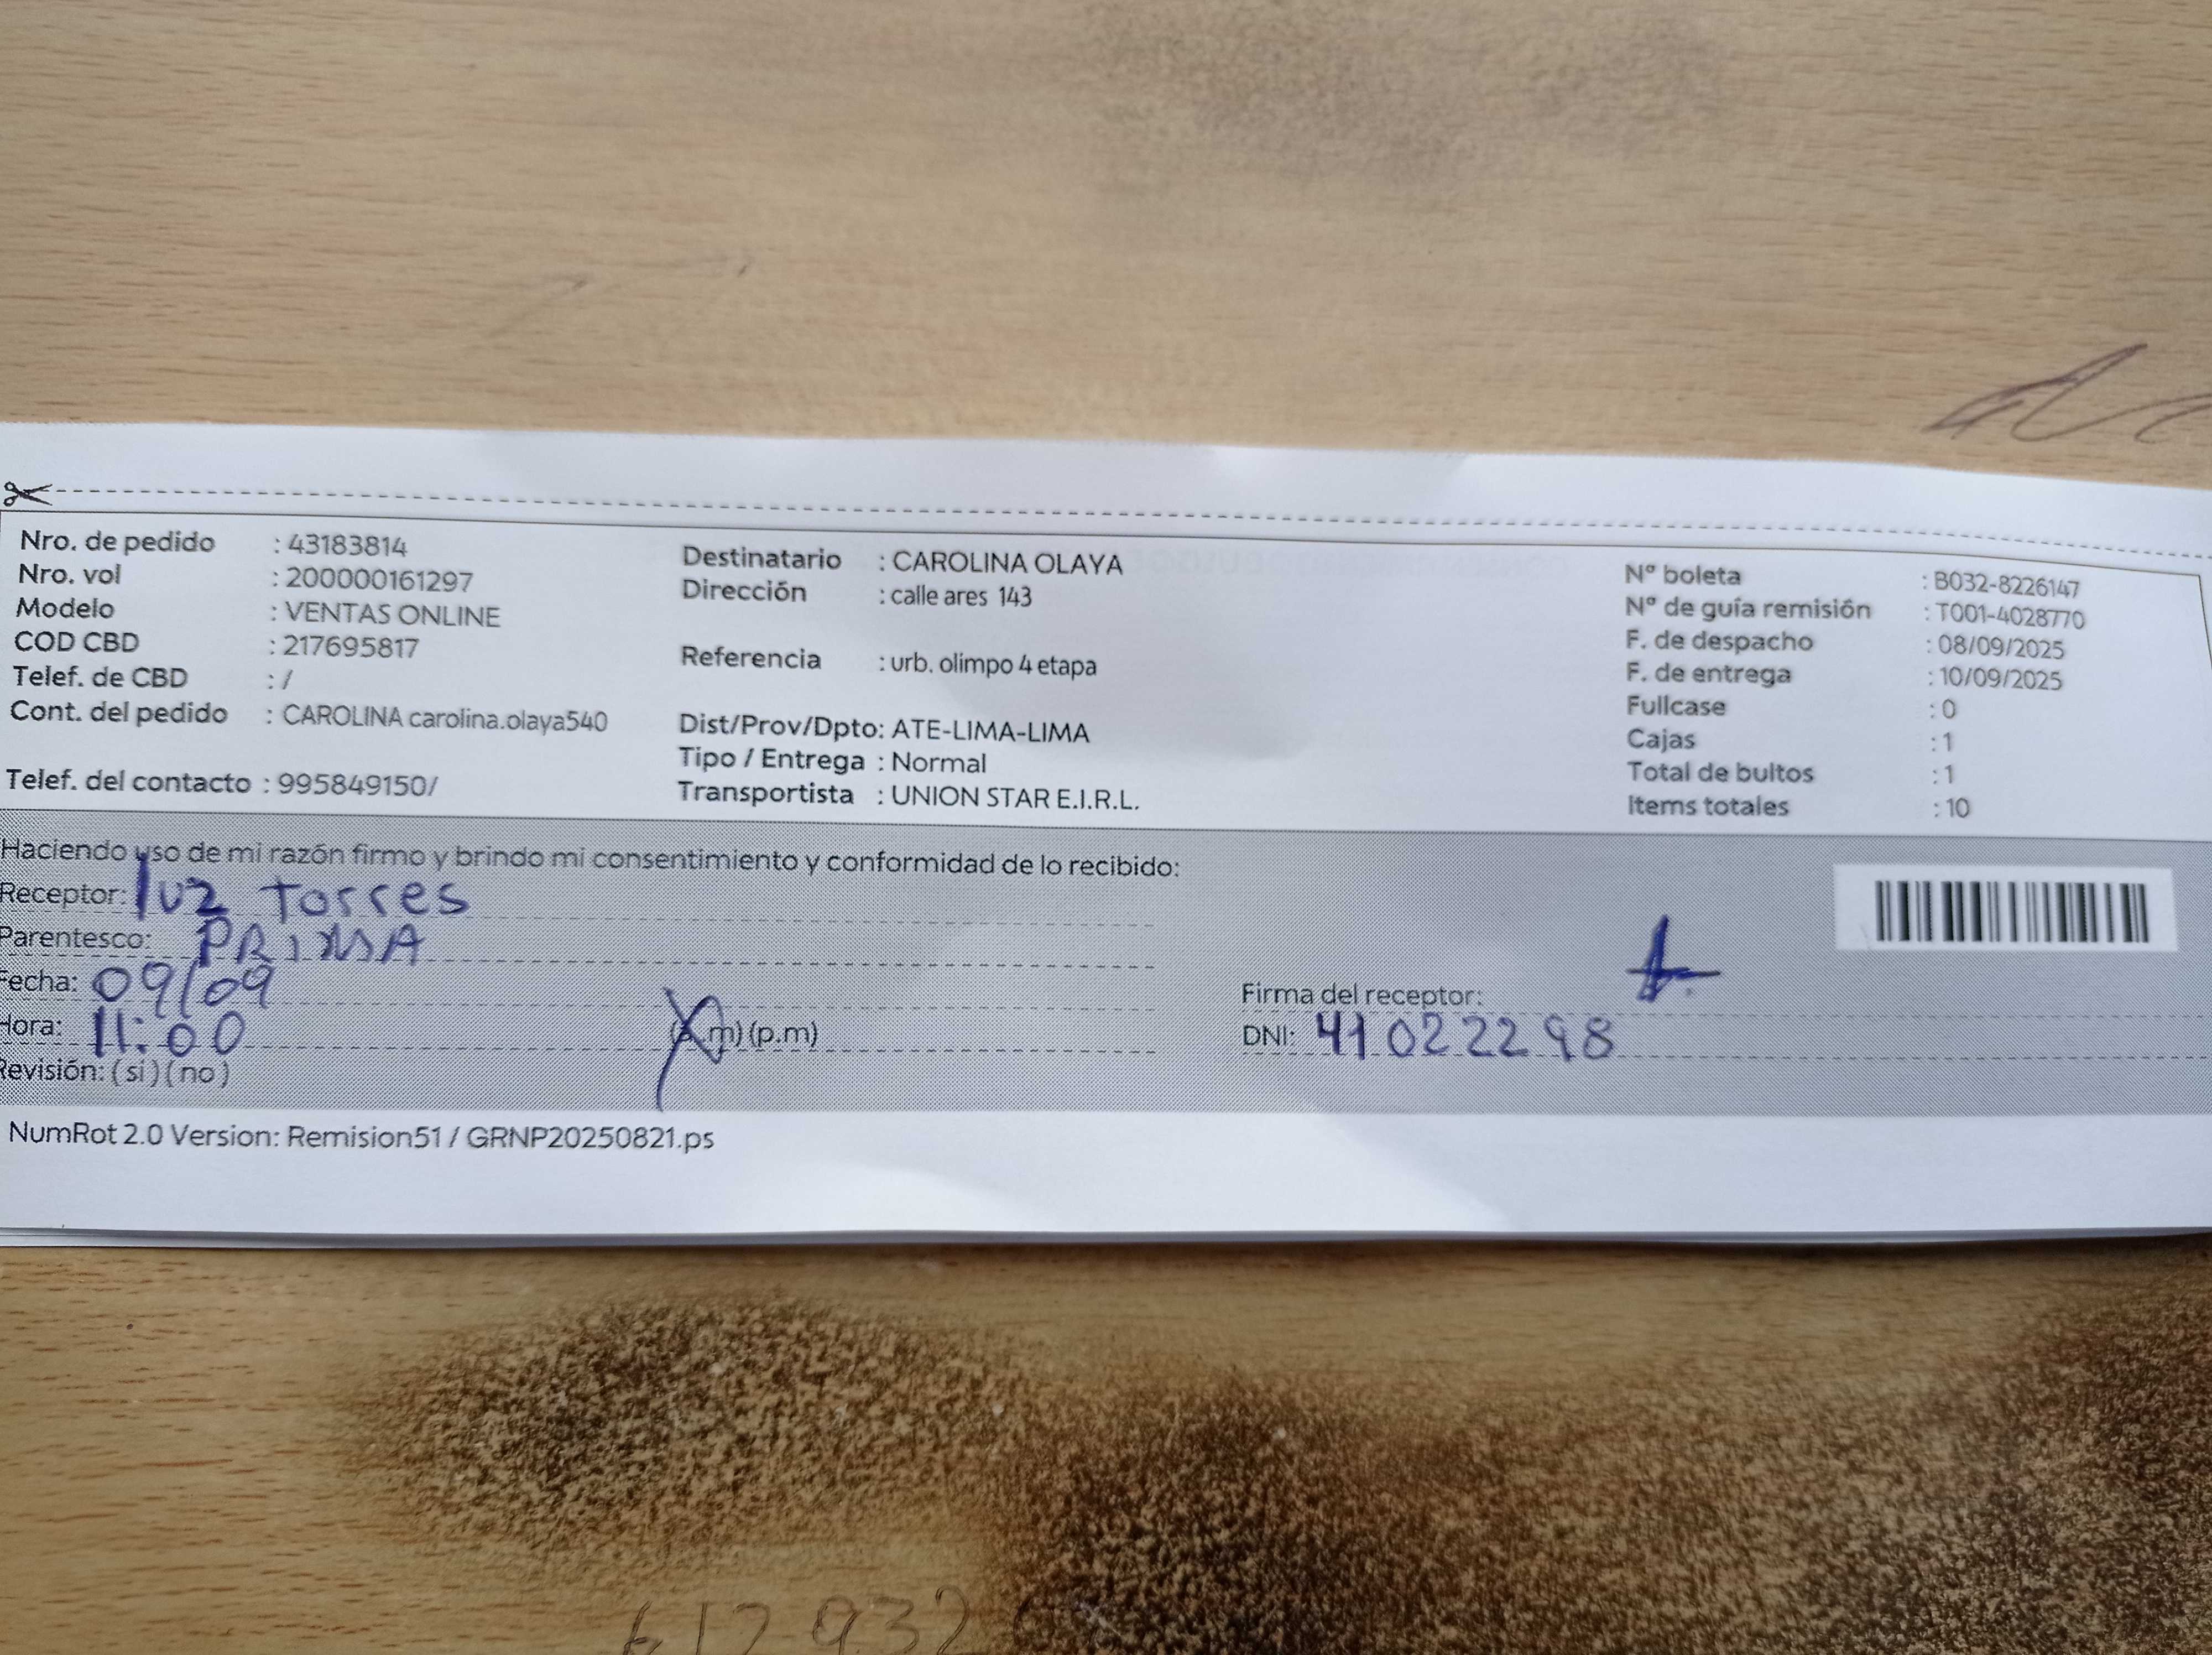 Nro. de pedido : 43183814
Nro. vol : 200000161297
Modelo : VENTAS ONLINE
COD CBD : 217695817
Telef. de CBD : /
Cont. del pedido : CAROLINA carolina.olaya540
Telef. del contacto : 995849150/
Destinatario : CAROLINA OLAYA
Dirección : calle ares 143
Referencia : urb. olimpo 4 etapa
Dist/Prov/Dpto: ATE-LIMA-LIMA
Tipo / Entrega : Normal
Transportista : UNION STAR E.I.R.L.
Nº boleta : B032-8226147
Nº de guía remisión : T001-4028770
F. de despacho : 08/09/2025
F. de entrega : 10/09/2025
Fullcase : 0
Cajas : 1
Total de bultos : 1
Items totales : 10
Haciendo uso de mi razón firmo y brindo mi consentimiento y conformidad de lo recibido:
Receptor: luz Torres
Parentesco: PRIMA
Fecha: 09/09
Hora: 11:00 (a.m) (p.m)
Revisión: (si) (no)
Firma del receptor:
DNI: 41022298
NumRot 2.0 Version: Remision51 / GRNP20250821.ps